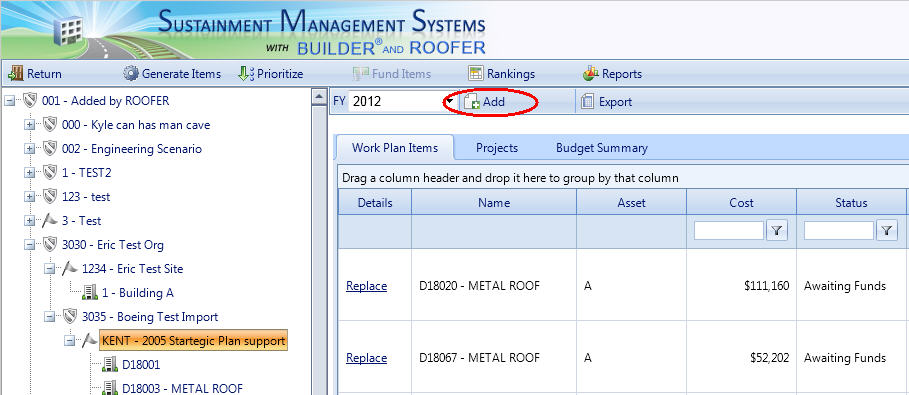 SUSTAINMENT MANAGEMENT SYSTEMS
WITH BUILDER® AND ROOFER
Return Generate Items Prioritize Fund Items Rankings Reports
001 - Added by ROOFER
000 - Kyle can has man cave
002 - Engineering Scenario
1 - TEST2
123 - test
3 - Test
3030 - Eric Test Org
1234 - Eric Test Site
1 - Building A
3035 - Boeing Test Import
KENT - 2005 Startegic Plan support
D18001
D18003 - METAL ROOF
FY 2012 Add Export
Work Plan Items Projects Budget Summary
Drag a column header and drop it here to group by that column
Details Name Asset Cost Status
Replace D18020 - METAL ROOF A $111,160 Awaiting Funds
Replace D18067 - METAL ROOF A $52,202 Awaiting Funds